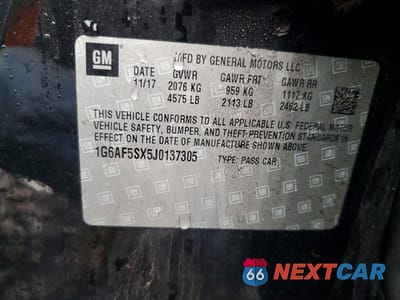 GM
MFD BY GENERAL MOTORS LLC
DATE GVWR GAWR FRT GAWR RR
11/17 2076 KG 959 KG 1117 KG
4575 LB 2113 LB 2462 LB
THIS VEHICLE CONFORMS TO ALL APPLICABLE U.S. FEDERAL MOTOR
VEHICLE SAFETY, BUMPER, AND THEFT PREVENTION STANDARDS IN
EFFECT ON THE DATE OF MANUFACTURE SHOWN ABOVE.
1G6AF5SX5J0137305 TYPE: PASS CAR
66 NEXTCAR